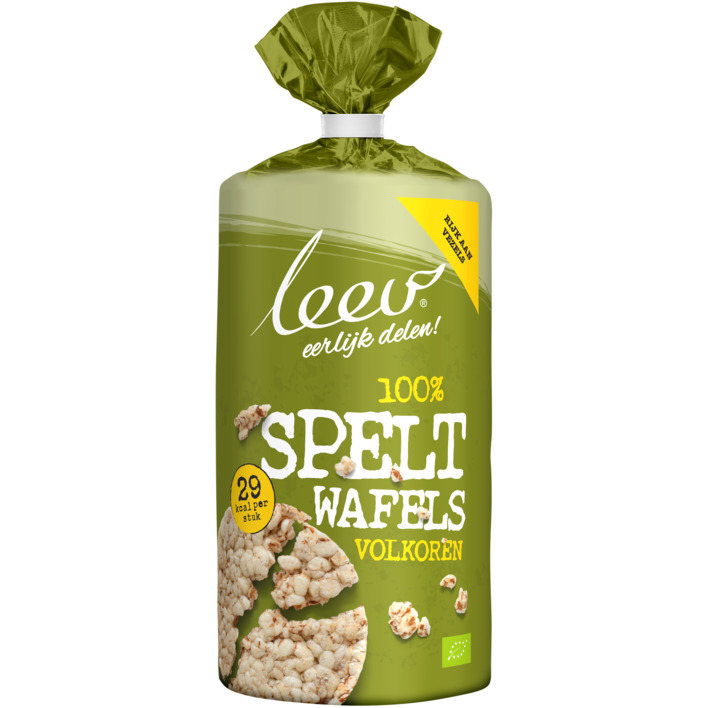 RIJK AAN
VEZELS
leev®
eerlijk delen!
100%
SPELT
WAFELS
VOLKOREN
29
kcal per
stuk